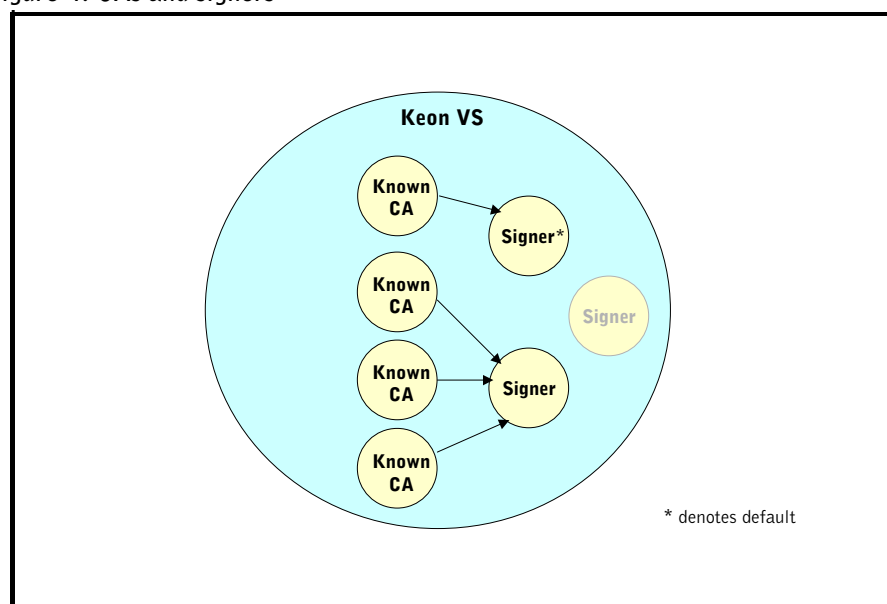 Keon VS
Known
CA
Signer*
Known
CA
Signer
Known
CA
Signer
Known
CA
* denotes default